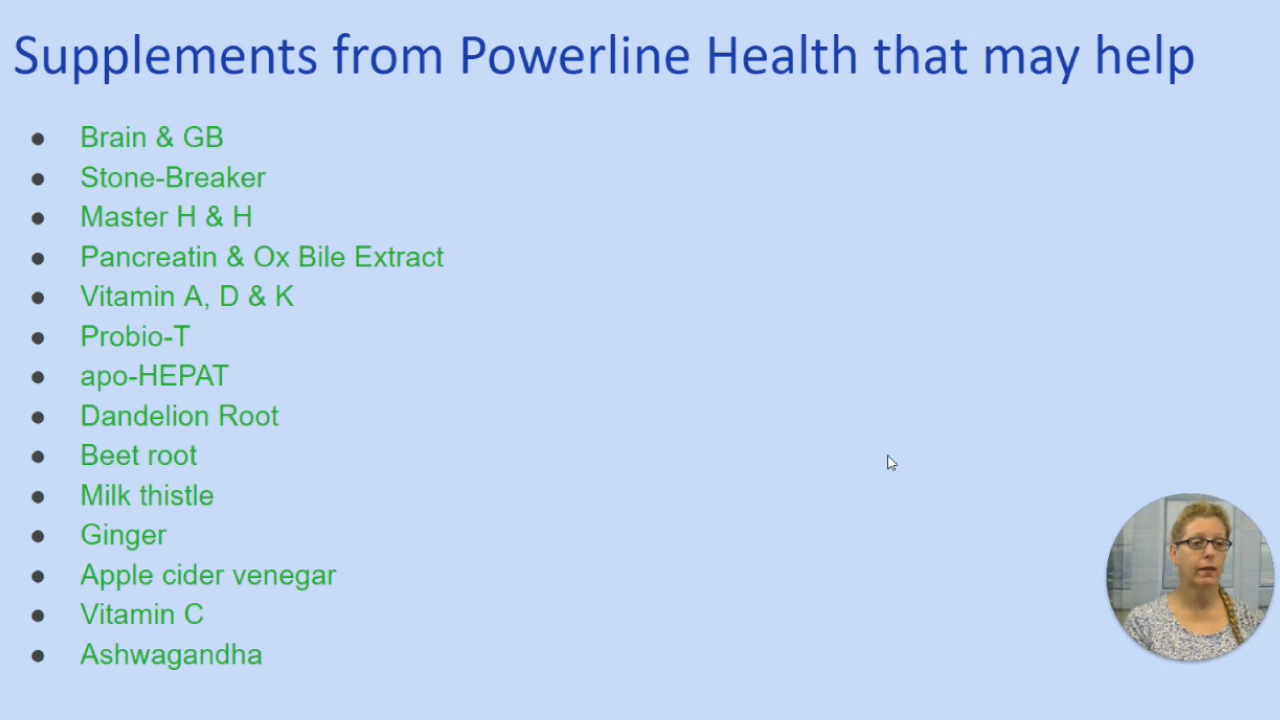 Supplements from Powerline Health that may help
● Brain & GB
● Stone-Breaker
● Master H & H
● Pancreatin & Ox Bile Extract
● Vitamin A, D & K
● Probio-T
● apo-HEPAT
● Dandelion Root
● Beet root
● Milk thistle
● Ginger
● Apple cider venegar
● Vitamin C
● Ashwagandha